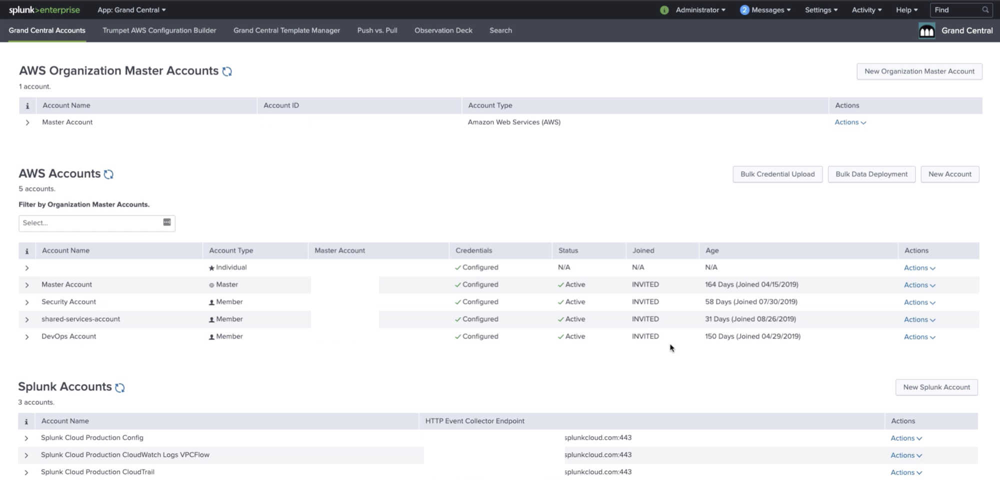 splunk>enterprise App: Grand Central Administrator 2 Messages Settings Activity Help Find
Grand Central Accounts Trumpet AWS Configuration Builder Grand Central Template Manager Push vs. Pull Observation Deck Search Grand Central
AWS Organization Master Accounts New Organization Master Account
1 account.
i Account Name Account ID Account Type Actions
Master Account Amazon Web Services (AWS) Actions
AWS Accounts Bulk Credential Upload Bulk Data Deployment New Account
5 accounts.
Filter by Organization Master Accounts.
Select...
i Account Name Account Type Master Account Credentials Status Joined Age Actions
Individual Configured N/A N/A N/A Actions
Master Account Master Configured Active INVITED 164 Days (Joined 04/15/2019) Actions
Security Account Member Configured Active INVITED 58 Days (Joined 07/30/2019) Actions
shared-services-account Member Configured Active INVITED 31 Days (Joined 08/26/2019) Actions
DevOps Account Member Configured Active INVITED 150 Days (Joined 04/29/2019) Actions
Splunk Accounts New Splunk Account
3 accounts.
i Account Name HTTP Event Collector Endpoint Actions
Splunk Cloud Production Config splunkcloud.com:443 Actions
Splunk Cloud Production CloudWatch Logs VPCFlow splunkcloud.com:443 Actions
Splunk Cloud Production CloudTrail splunkcloud.com:443 Actions